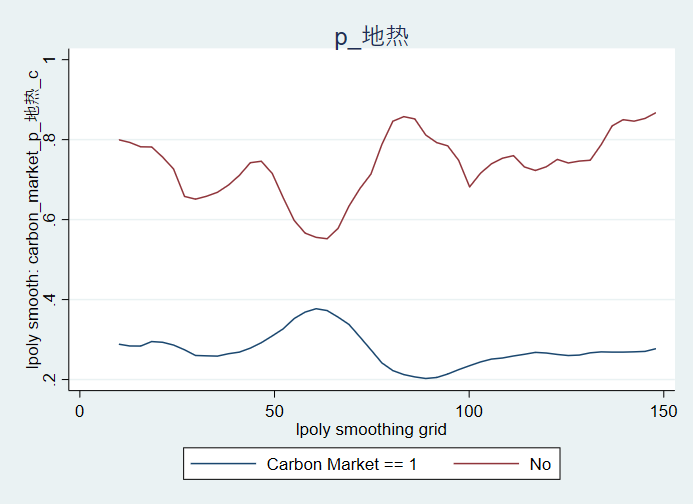 p_地热
lpoly smooth: carbon_market_p_地热_c
1
.8
.6
.4
.2
0
50
100
150
lpoly smoothing grid
Carbon Market == 1
No